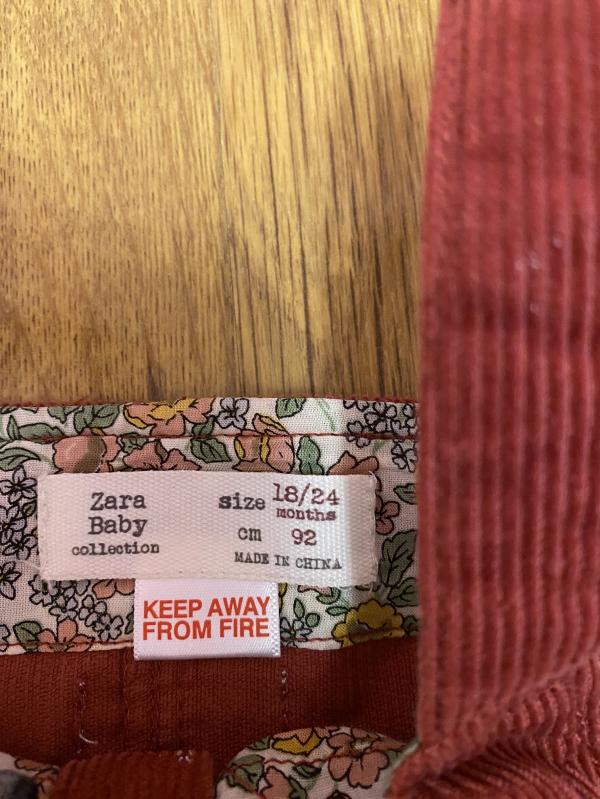 Zara
Baby
collection
size 18/24
months
cm 92
MADE IN CHINA
KEEP AWAY
FROM FIRE